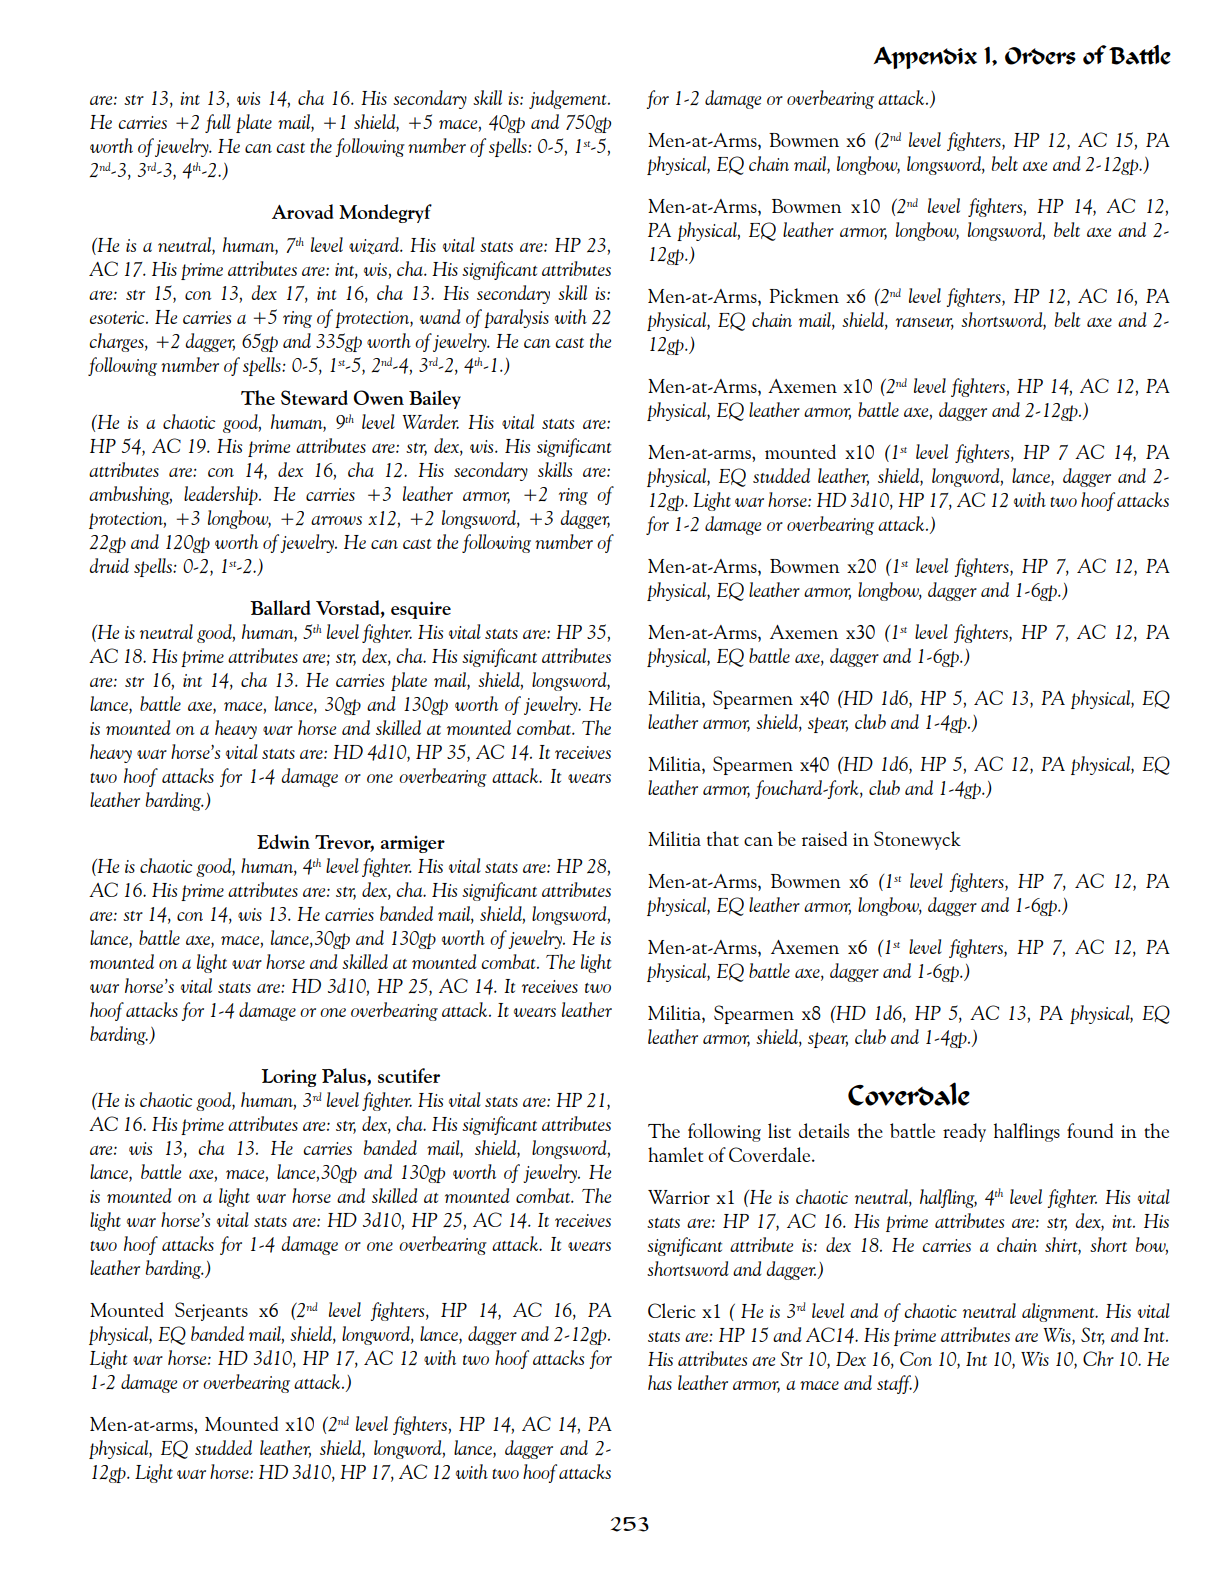 Appendix 1, Orders of Battle
are: str 13, int 13, wis 14, cha 16. His secondary skill is: judgement.
He carries +2 full plate mail, +1 shield, +5 mace, 40gp and 750gp
worth of jewelry. He can cast the following number of spells: 0-5, 1st-5,
2nd-3, 3rd-3, 4th-2.)
Arovad Mondegryf
(He is a neutral, human, 7th level wizard. His vital stats are: HP 23,
AC 17. His prime attributes are: int, wis, cha. His significant attributes
are: str 15, con 13, dex 17, int 16, cha 13. His secondary skill is:
esoteric. He carries a +5 ring of protection, wand of paralysis with 22
charges, +2 dagger, 65gp and 335gp worth of jewelry. He can cast the
following number of spells: 0-5, 1st-5, 2nd-4, 3rd-2, 4th-1.)
The Steward Owen Bailey
(He is a chaotic good, human, 9th level Warder. His vital stats are:
HP 54, AC 19. His prime attributes are: str, dex, wis. His significant
attributes are: con 14, dex 16, cha 12. His secondary skills are:
ambushing, leadership. He carries +3 leather armor, +2 ring of
protection, +3 longbow, +2 arrows x12, +2 longsword, +3 dagger,
22gp and 120gp worth of jewelry. He can cast the following number of
druid spells: 0-2, 1st-2.)
Ballard Vorstad, esquire
(He is neutral good, human, 5th level fighter. His vital stats are: HP 35,
AC 18. His prime attributes are; str, dex, cha. His significant attributes
are: str 16, int 14, cha 13. He carries plate mail, shield, longsword,
lance, battle axe, mace, lance, 30gp and 130gp worth of jewelry. He
is mounted on a heavy war horse and skilled at mounted combat. The
heavy war horse's vital stats are: HD 4d10, HP 35, AC 14. It receives
two hoof attacks for 1-4 damage or one overbearing attack. It wears
leather barding.)
Edwin Trevor, armiger
(He is chaotic good, human, 4th level fighter. His vital stats are: HP 28,
AC 16. His prime attributes are: str, dex, cha. His significant attributes
are: str 14, con 14, wis 13. He carries banded mail, shield, longsword,
lance, battle axe, mace, lance,30gp and 130gp worth of jewelry. He is
mounted on a light war horse and skilled at mounted combat. The light
war horse's vital stats are: HD 3d10, HP 25, AC 14. It receives two
hoof attacks for 1-4 damage or one overbearing attack. It wears leather
barding.)
Loring Palus, scutifer
(He is chaotic good, human, 3rd level fighter. His vital stats are: HP 21,
AC 16. His prime attributes are: str, dex, cha. His significant attributes
are: wis 13, cha 13. He carries banded mail, shield, longsword,
lance, battle axe, mace, lance,30gp and 130gp worth of jewelry. He
is mounted on a light war horse and skilled at mounted combat. The
light war horse's vital stats are: HD 3d10, HP 25, AC 14. It receives
two hoof attacks for 1-4 damage or one overbearing attack. It wears
leather barding.)
Mounted Serjeants x6 (2nd level fighters, HP 14, AC 16, PA
physical, EQ banded mail, shield, longword, lance, dagger and 2-12gp.
Light war horse: HD 3d10, HP 17, AC 12 with two hoof attacks for
1-2 damage or overbearing attack.)
Men-at-arms, Mounted x10 (2nd level fighters, HP 14, AC 14, PA
physical, EQ studded leather, shield, longword, lance, dagger and 2-
12gp. Light war horse: HD 3d10, HP 17, AC 12 with two hoof attacks
for 1-2 damage or overbearing attack.)
Men-at-Arms, Bowmen x6 (2nd level fighters, HP 12, AC 15, PA
physical, EQ chain mail, longbow, longsword, belt axe and 2-12gp.)
Men-at-Arms, Bowmen x10 (2nd level fighters, HP 14, AC 12,
PA physical, EQ leather armor, longbow, longsword, belt axe and 2-
12gp.)
Men-at-Arms, Pickmen x6 (2nd level fighters, HP 12, AC 16, PA
physical, EQ chain mail, shield, ranseur, shortsword, belt axe and 2-
12gp.)
Men-at-Arms, Axemen x10 (2nd level fighters, HP 14, AC 12, PA
physical, EQ leather armor, battle axe, dagger and 2-12gp.)
Men-at-arms, mounted x10 (1st level fighters, HP 7 AC 14, PA
physical, EQ studded leather, shield, longword, lance, dagger and 2-
12gp. Light war horse: HD 3d10, HP 17, AC 12 with two hoof attacks
for 1-2 damage or overbearing attack.)
Men-at-Arms, Bowmen x20 (1st level fighters, HP 7, AC 12, PA
physical, EQ leather armor, longbow, dagger and 1-6gp.)
Men-at-Arms, Axemen x30 (1st level fighters, HP 7, AC 12, PA
physical, EQ battle axe, dagger and 1-6gp.)
Militia, Spearmen x40 (HD 1d6, HP 5, AC 13, PA physical, EQ
leather armor, shield, spear, club and 1-4gp.)
Militia, Spearmen x40 (HD 1d6, HP 5, AC 12, PA physical, EQ
leather armor, fouchard-fork, club and 1-4gp.)
Militia that can be raised in Stonewyck
Men-at-Arms, Bowmen x6 (1st level fighters, HP 7, AC 12, PA
physical, EQ leather armor, longbow, dagger and 1-6gp.)
Men-at-Arms, Axemen x6 (1st level fighters, HP 7, AC 12, PA
physical, EQ battle axe, dagger and 1-6gp.)
Militia, Spearmen x8 (HD 1d6, HP 5, AC 13, PA physical, EQ
leather armor, shield, spear, club and 1-4gp.)
Coverdale
The following list details the battle ready halflings found in the
hamlet of Coverdale.
Warrior x1 (He is chaotic neutral, halfling, 4th level fighter. His vital
stats are: HP 17, AC 16. His prime attributes are: str, dex, int. His
significant attribute is: dex 18. He carries a chain shirt, short bow,
shortsword and dagger.)
Cleric x1 ( He is 3rd level and of chaotic neutral alignment. His vital
stats are: HP 15 and AC14. His prime attributes are Wis, Str, and Int.
His attributes are Str 10, Dex 16, Con 10, Int 10, Wis 10, Chr 10. He
has leather armor, a mace and staff.)
253